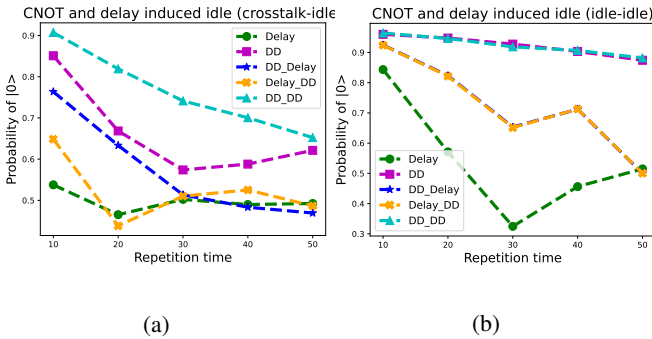 CNOT and delay induced idle (crosstalk-idle
Probability of |0>
0.9
0.8
0.7
0.6
0.5
10
20
30
40
50
Repetition time
Delay
DD
DD_Delay
Delay_DD
DD_DD
(a)
CNOT and delay induced idle (idle-idle)
Probability of |0>
0.9
0.8
0.7
0.6
0.5
0.4
0.3
10
20
30
40
50
Repetition time
Delay
DD
DD_Delay
Delay_DD
DD_DD
(b)